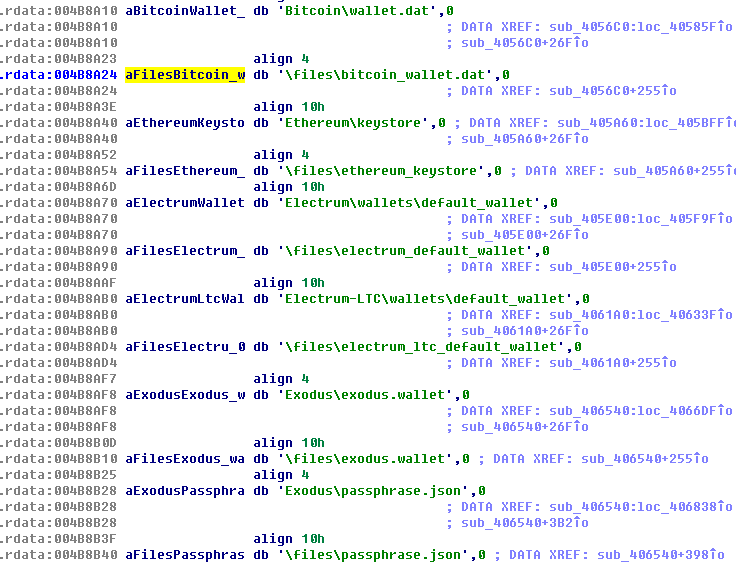 .rdata:004B8A10 aBitcoinWallet_ db 'Bitcoin\wallet.dat',0
.rdata:004B8A10 ; DATA XREF: sub_4056C0:loc_40585F↑o
.rdata:004B8A10 ; sub_4056C0+26F↑o
.rdata:004B8A23 align 4
.rdata:004B8A24 aFilesBitcoin_w db '\files\bitcoin_wallet.dat',0
.rdata:004B8A24 ; DATA XREF: sub_4056C0+255↑o
.rdata:004B8A3E align 10h
.rdata:004B8A40 aEthereumKeysto db 'Ethereum\keystore',0 ; DATA XREF: sub_405A60:loc_405BFF↑o
.rdata:004B8A40 ; sub_405A60+26F↑o
.rdata:004B8A52 align 4
.rdata:004B8A54 aFilesEthereum_ db '\files\ethereum_keystore',0 ; DATA XREF: sub_405A60+255↑o
.rdata:004B8A6D align 10h
.rdata:004B8A70 aElectrumWallet db 'Electrum\wallets\default_wallet',0
.rdata:004B8A70 ; DATA XREF: sub_405E00:loc_405F9F↑o
.rdata:004B8A70 ; sub_405E00+26F↑o
.rdata:004B8A90 aFilesElectrum_ db '\files\electrum_default_wallet',0
.rdata:004B8A90 ; DATA XREF: sub_405E00+255↑o
.rdata:004B8AAF align 10h
.rdata:004B8AB0 aElectrumLtcWal db 'Electrum-LTC\wallets\default_wallet',0
.rdata:004B8AB0 ; DATA XREF: sub_4061A0:loc_40633F↑o
.rdata:004B8AB0 ; sub_4061A0+26F↑o
.rdata:004B8AD4 aFilesElectru_0 db '\files\electrum_ltc_default_wallet',0
.rdata:004B8AD4 ; DATA XREF: sub_4061A0+255↑o
.rdata:004B8AF7 align 4
.rdata:004B8AF8 aExodusExodus_w db 'Exodus\exodus.wallet',0
.rdata:004B8AF8 ; DATA XREF: sub_406540:loc_4066DF↑o
.rdata:004B8AF8 ; sub_406540+26F↑o
.rdata:004B8B0D align 10h
.rdata:004B8B10 aFilesExodus_wa db '\files\exodus.wallet',0 ; DATA XREF: sub_406540+255↑o
.rdata:004B8B25 align 4
.rdata:004B8B28 aExodusPassphra db 'Exodus\passphrase.json',0
.rdata:004B8B28 ; DATA XREF: sub_406540:loc_406838↑o
.rdata:004B8B28 ; sub_406540+3B2↑o
.rdata:004B8B3F align 10h
.rdata:004B8B40 aFilesPassphras db '\files\passphrase.json',0 ; DATA XREF: sub_406540+398↑o